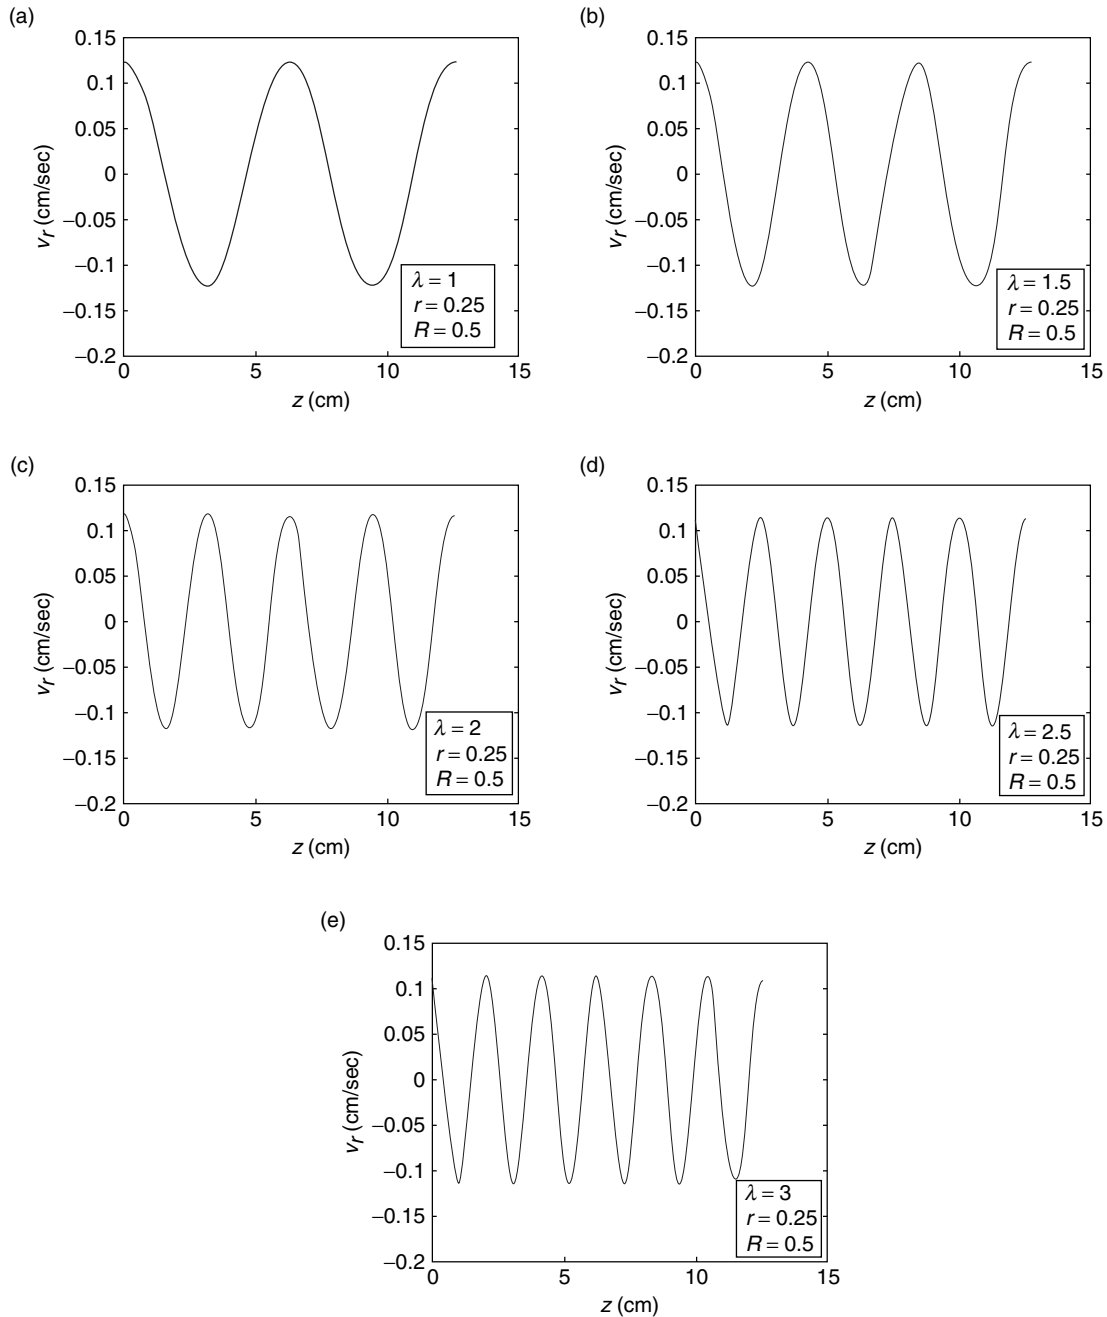 (a)
0.15
0.1
0.05
0
−0.05
−0.1
−0.15
−0.2
v_r (cm/sec)
0 5 10 15
z (cm)
λ = 1
r = 0.25
R = 0.5
(b)
0.15
0.1
0.05
0
−0.05
−0.1
−0.15
−0.2
v_r (cm/sec)
0 5 10 15
z (cm)
λ = 1.5
r = 0.25
R = 0.5
(c)
0.15
0.1
0.05
0
−0.05
−0.1
−0.15
−0.2
v_r (cm/sec)
0 5 10 15
z (cm)
λ = 2
r = 0.25
R = 0.5
(d)
0.15
0.1
0.05
0
−0.05
−0.1
−0.15
−0.2
v_r (cm/sec)
0 5 10 15
z (cm)
λ = 2.5
r = 0.25
R = 0.5
(e)
0.15
0.1
0.05
0
−0.05
−0.1
−0.15
−0.2
v_r (cm/sec)
0 5 10 15
z (cm)
λ = 3
r = 0.25
R = 0.5